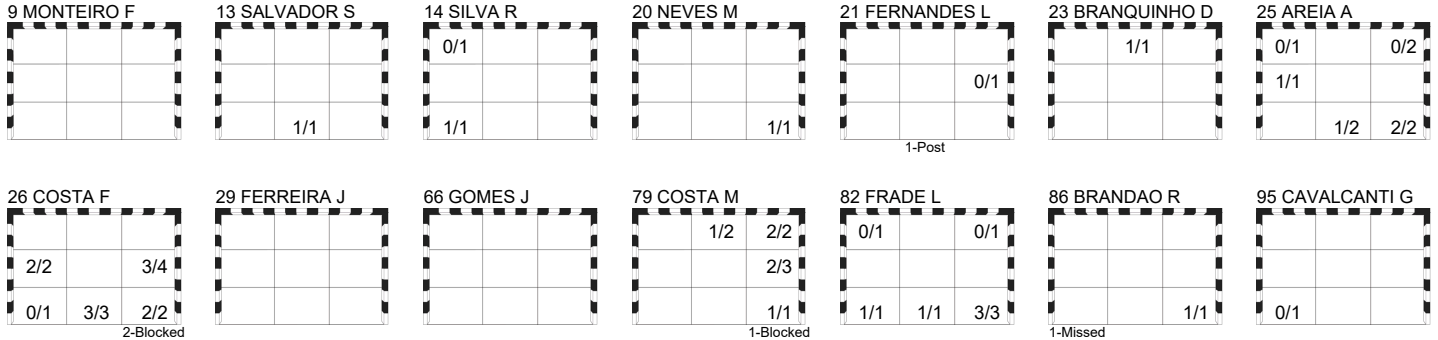 9 MONTEIRO F 13 SALVADOR S 14 SILVA R 20 NEVES M 21 FERNANDES L 23 BRANQUINHO D 25 AREIA A
0/1 1/1 0/1 0/2
0/1 1/1
1/1 1/1 1/1 1/2 2/2
1-Post
26 COSTA F 29 FERREIRA J 66 GOMES J 79 COSTA M 82 FRADE L 86 BRANDAO R 95 CAVALCANTI G
1/2 2/2 0/1 0/1
2/2 3/4 2/3
0/1 3/3 2/2 1/1 1/1 1/1 3/3 1/1 0/1
2-Blocked 1-Blocked 1-Missed